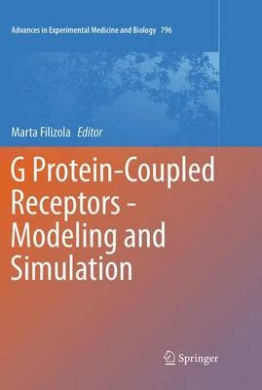 Advances in Experimental Medicine and Biology 796
Marta Filizola Editor
G Protein-Coupled
Receptors -
Modeling and
Simulation
Springer